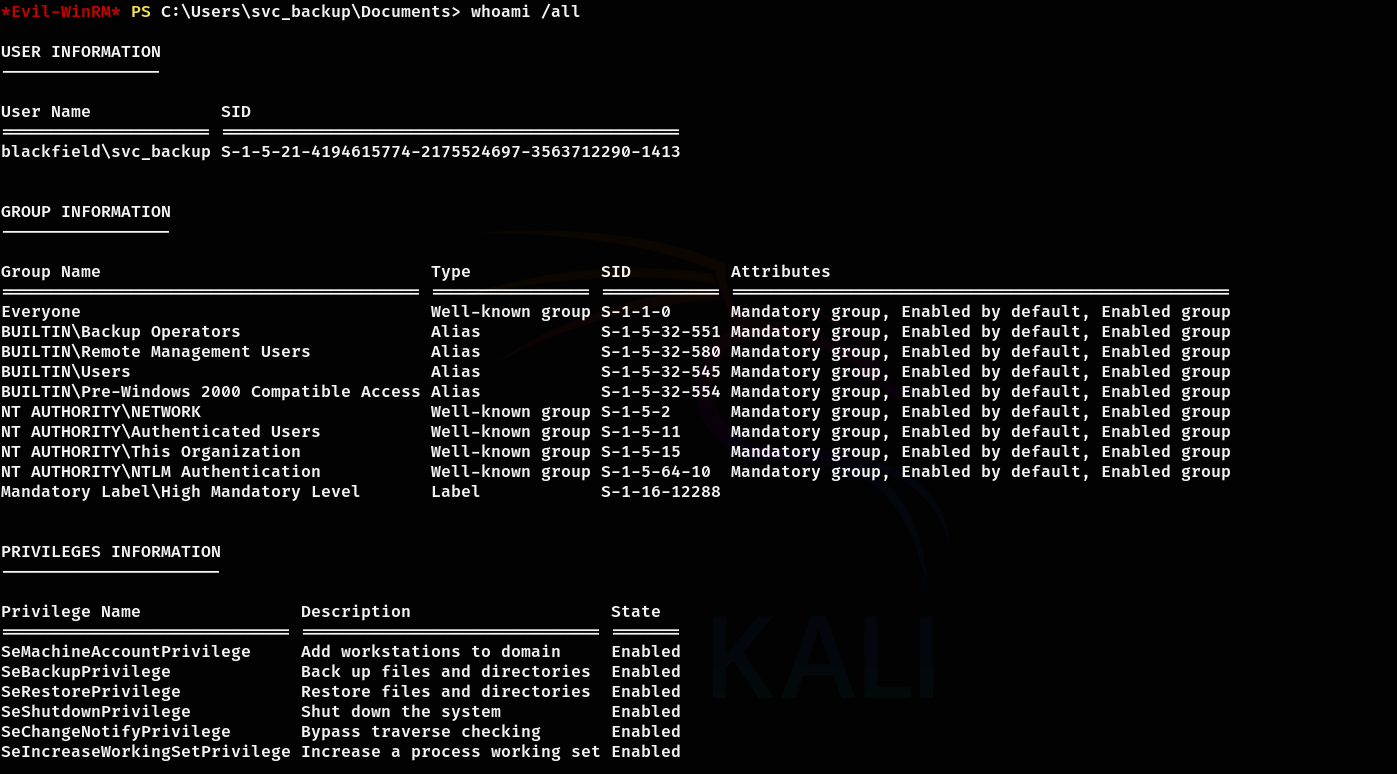 *Evil-WinRM* PS C:\Users\svc_backup\Documents> whoami /all
USER INFORMATION
----------------
User Name             SID
===================== ==============================================
blackfield\svc_backup S-1-5-21-4194615774-2175524697-3563712290-1413
GROUP INFORMATION
-----------------
Group Name                                 Type             SID          Attributes
========================================== ================ ============ ==================================================
Everyone                                   Well-known group S-1-1-0      Mandatory group, Enabled by default, Enabled group
BUILTIN\Backup Operators                   Alias            S-1-5-32-551 Mandatory group, Enabled by default, Enabled group
BUILTIN\Remote Management Users            Alias            S-1-5-32-580 Mandatory group, Enabled by default, Enabled group
BUILTIN\Users                              Alias            S-1-5-32-545 Mandatory group, Enabled by default, Enabled group
BUILTIN\Pre-Windows 2000 Compatible Access Alias            S-1-5-32-554 Mandatory group, Enabled by default, Enabled group
NT AUTHORITY\NETWORK                       Well-known group S-1-5-2      Mandatory group, Enabled by default, Enabled group
NT AUTHORITY\Authenticated Users           Well-known group S-1-5-11     Mandatory group, Enabled by default, Enabled group
NT AUTHORITY\This Organization             Well-known group S-1-5-15     Mandatory group, Enabled by default, Enabled group
NT AUTHORITY\NTLM Authentication           Well-known group S-1-5-64-10  Mandatory group, Enabled by default, Enabled group
Mandatory Label\High Mandatory Level       Label            S-1-16-12288
PRIVILEGES INFORMATION
----------------------
Privilege Name                Description                    State
============================= ============================== =======
SeMachineAccountPrivilege     Add workstations to domain     Enabled
SeBackupPrivilege             Back up files and directories  Enabled
SeRestorePrivilege            Restore files and directories  Enabled
SeShutdownPrivilege           Shut down the system           Enabled
SeChangeNotifyPrivilege       Bypass traverse checking       Enabled
SeIncreaseWorkingSetPrivilege Increase a process working set Enabled
KALI